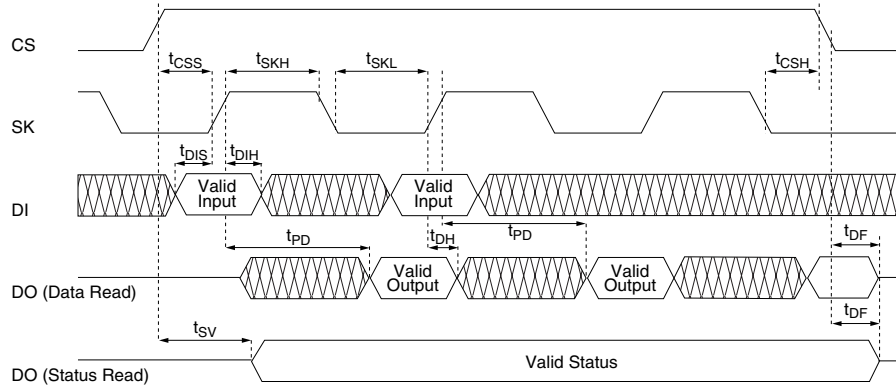 CS
tCSS
tSKH
tSKL
tCSH
SK
tDIS
tDIH
Valid
Input
Valid
Input
DI
tPD
tDH
tPD
tDF
Valid
Output
Valid
Output
DO (Data Read)
tDF
tSV
Valid Status
DO (Status Read)